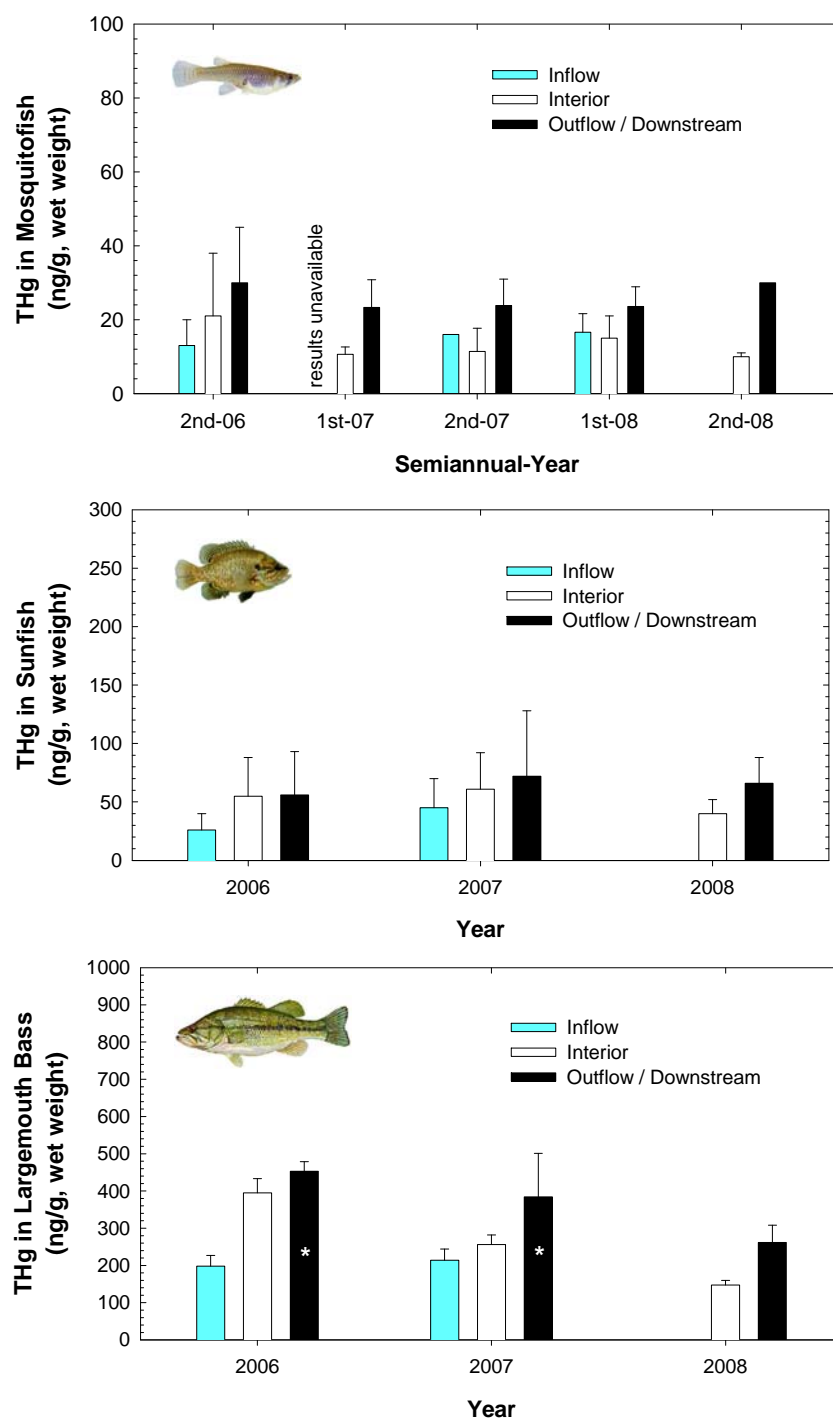 THg in Mosquitofish
(ng/g, wet weight)
100
80
60
40
20
0
Inflow
Interior
Outflow / Downstream
results unavailable
2nd-06 1st-07 2nd-07 1st-08 2nd-08
Semiannual-Year
THg in Sunfish
(ng/g, wet weight)
300
250
200
150
100
50
0
Inflow
Interior
Outflow / Downstream
2006 2007 2008
Year
THg in Largemouth Bass
(ng/g, wet weight)
1000
900
800
700
600
500
400
300
200
100
0
Inflow
Interior
Outflow / Downstream
* *
2006 2007 2008
Year